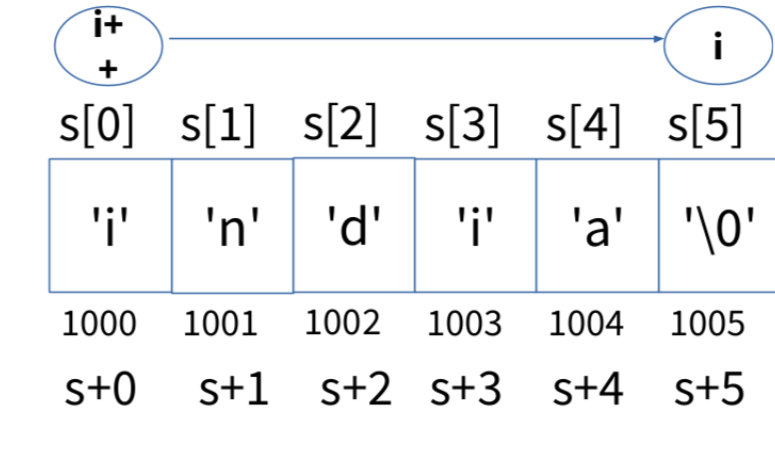 i+
+
i
s[0] s[1] s[2] s[3] s[4] s[5]
'i' 'n' 'd' 'i' 'a' '\0'
1000 1001 1002 1003 1004 1005
s+0 s+1 s+2 s+3 s+4 s+5